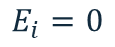 E_i = 0